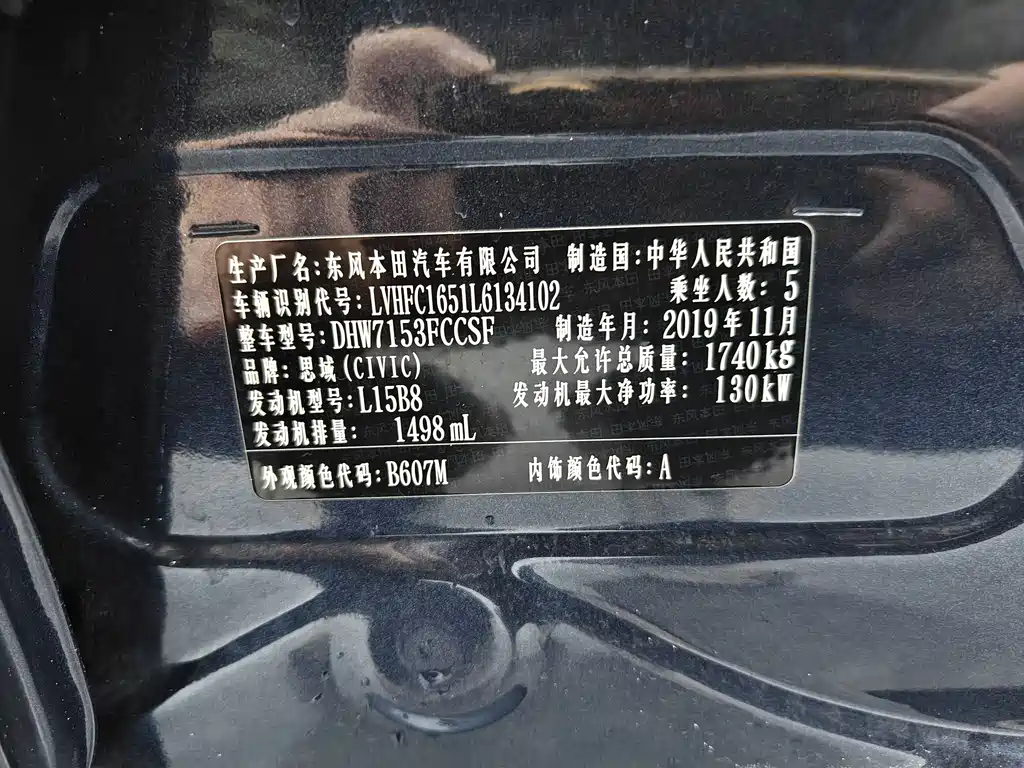 生产厂名:东风本田汽车有限公司 制造国:中华人民共和国
车辆识别代号: LVHFC1651L6134102 乘坐人数: 5
整车型号:DHW7153FCCSF 制造年月: 2019年11月
品牌: 思域(CIVIC) 最大允许总质量: 1740kg
发动机型号:L15B8 发动机最大净功率: 130kW
发动机排量: 1498mL
外观颜色代码:B607M 内饰颜色代码:A